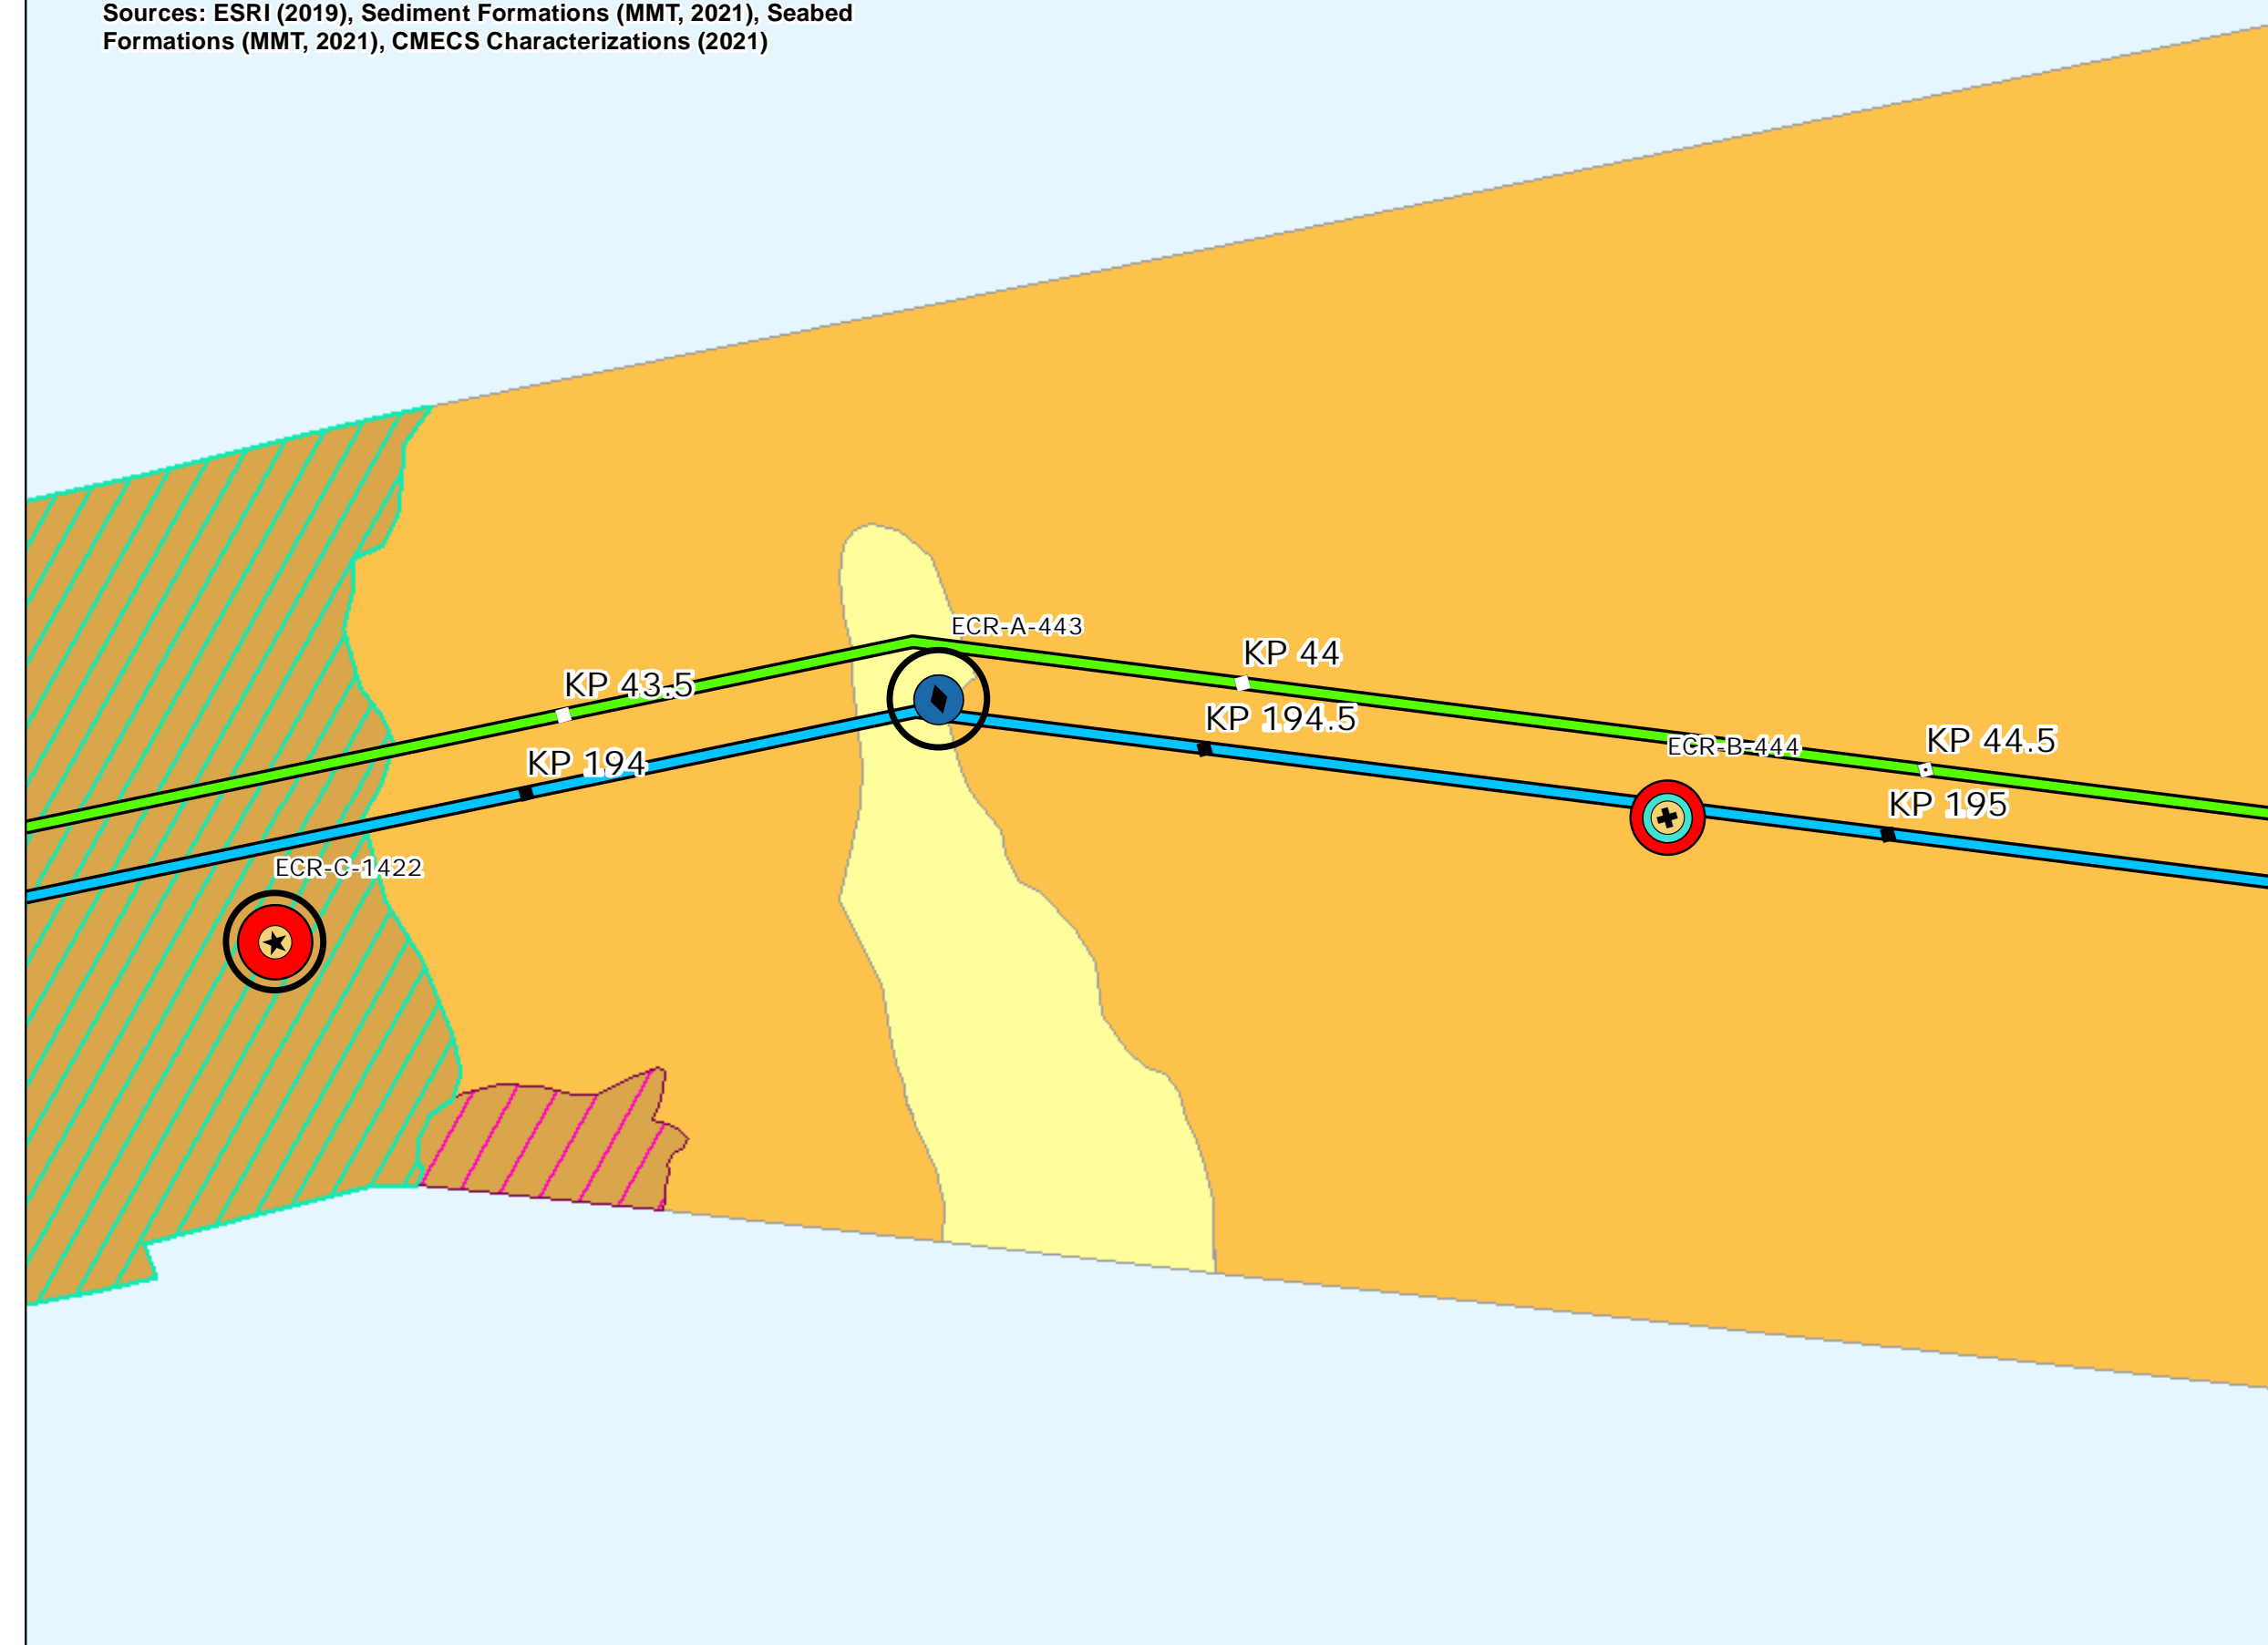 Sources: ESRI (2019), Sediment Formations (MMT, 2021), Seabed
Formations (MMT, 2021), CMECS Characterizations (2021)
ECR-A-443
KP 44
KP 43.5
KP 194.5
ECR-B-444
KP 44.5
KP 194
KP 195
ECR-C-1422